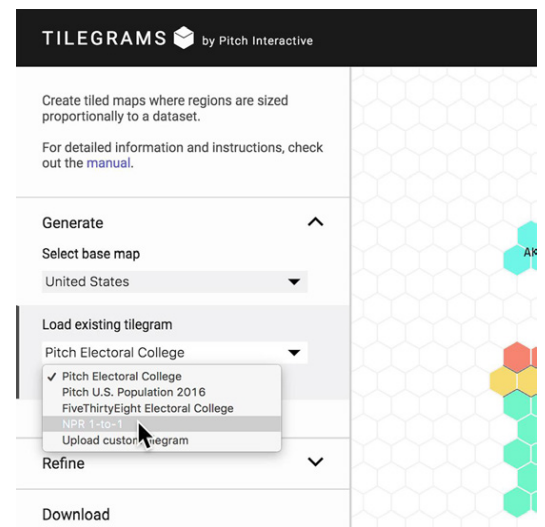 TILEGRAMS by Pitch Interactive
Create tiled maps where regions are sized
proportionally to a dataset.
For detailed information and instructions, check
out the manual.
Generate
Select base map
United States
Load existing tilegram
Pitch Electoral College
✓ Pitch Electoral College
Pitch U.S. Population 2016
FiveThirtyEight Electoral College
NPR 1-to-1
Upload custom tilegram
Refine
Download
AK